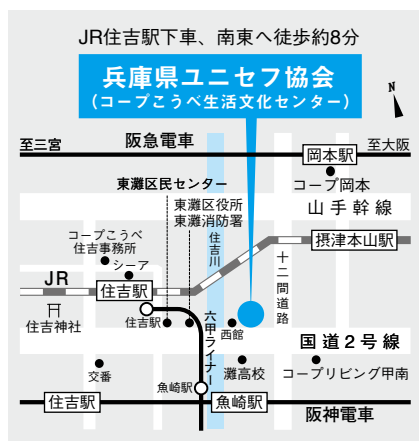 JR住吉駅下車、南東へ徒歩約8分
兵庫県ユニセフ協会
(コープこうべ生活文化センター)
N
至三宮
阪急電車
至大阪
岡本駅
コープ岡本
東灘区民センター
山手幹線
東灘区役所
東灘消防署
住吉川
コープこうべ
住吉事務所
シーア
摂津本山駅
十二間道路
JR
住吉駅
住吉神社
住吉駅
六甲ライナー
西館
国道2号線
交番
灘高校
コープリビング甲南
魚崎駅
住吉駅
魚崎駅
阪神電車